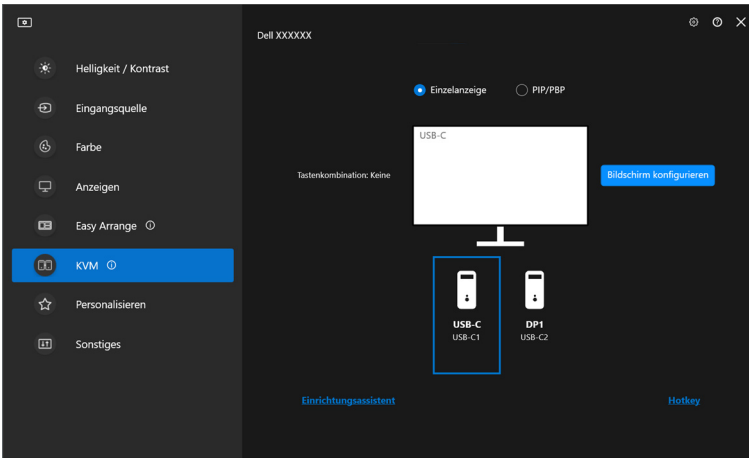 Dell XXXXXX
Helligkeit / Kontrast
Eingangsquelle
Farbe
Anzeigen
Easy Arrange
KVM
Personalisieren
Sonstiges
Einzelanzeige
PIP/PBP
USB-C
Tastenkombination: Keine
Bildschirm konfigurieren
USB-C
USB-C1
DP1
USB-C2
Einrichtungsassistent
Hotkey